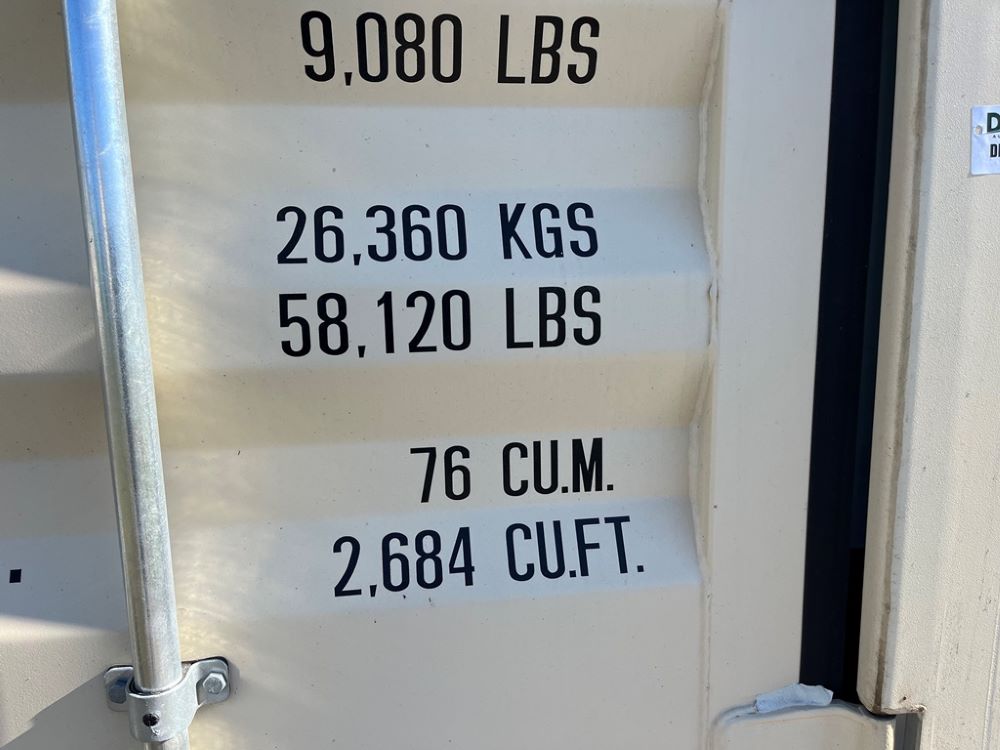 9,080 LBS
26,360 KGS
58,120 LBS
76 CU.M.
2,684 CU.FT.